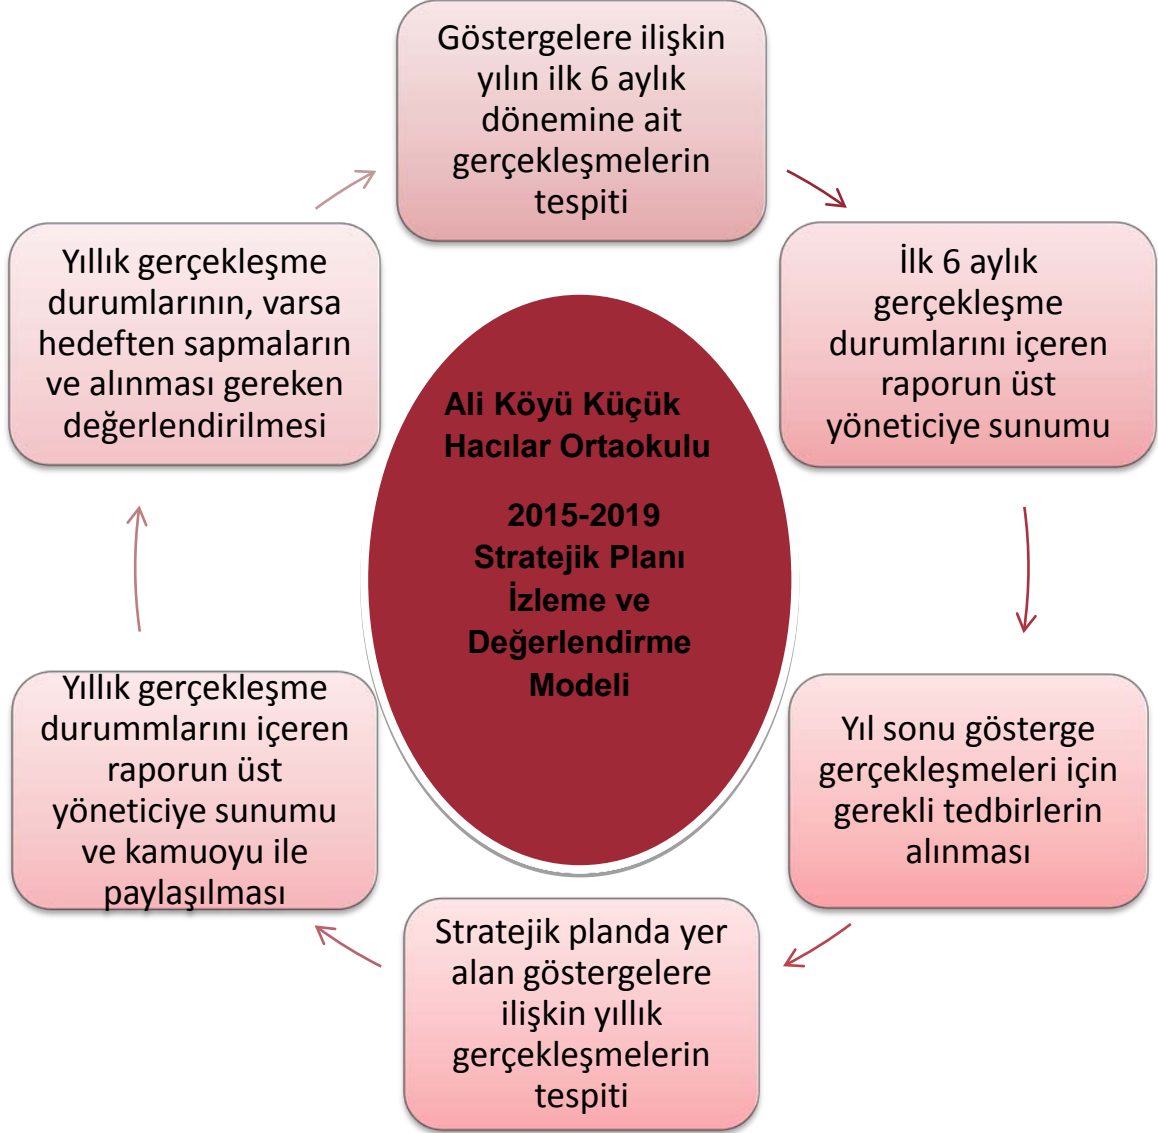 Göstergelere ilişkin
yılın ilk 6 aylık
dönemine ait
gerçekleşmelerin
tespiti
İlk 6 aylık
gerçekleşme
durumlarını içeren
raporun üst
yöneticiye sunumu
Yıl sonu gösterge
gerçekleşmeleri için
gerekli tedbirlerin
alınması
Stratejik planda yer
alan göstergelere
ilişkin yıllık
gerçekleşmelerin
tespiti
Yıllık gerçekleşme
durummlarını içeren
raporun üst
yöneticiye sunumu
ve kamuoyu ile
paylaşılması
Yıllık gerçekleşme
durumlarının, varsa
hedeften sapmaların
ve alınması gereken
değerlendirilmesi
Ali Köyü Küçük
Hacılar Ortaokulu
2015-2019
Stratejik Planı
İzleme ve
Değerlendirme
Modeli